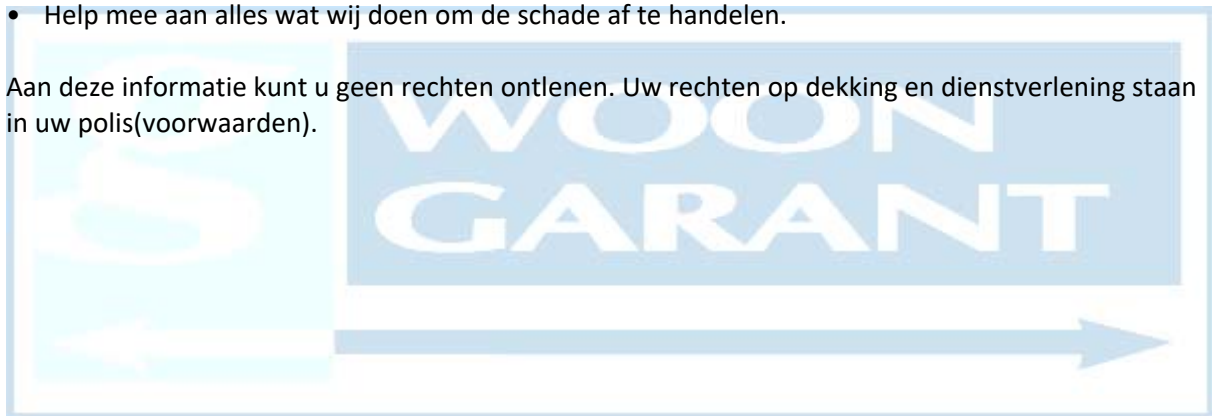 • Help mee aan alles wat wij doen om de schade af te handelen.
Aan deze informatie kunt u geen rechten ontlenen. Uw rechten op dekking en dienstverlening staan
in uw polis(voorwaarden).
g
WOON
GARANT